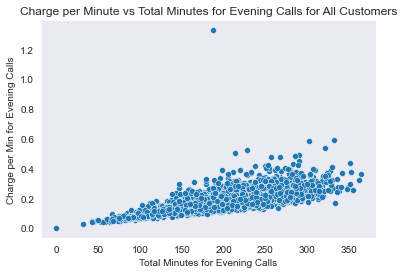 Charge per Minute vs Total Minutes for Evening Calls for All Customers
Charge per Min for Evening Calls
1.2
1.0
0.8
0.6
0.4
0.2
0.0
0 50 100 150 200 250 300 350
Total Minutes for Evening Calls